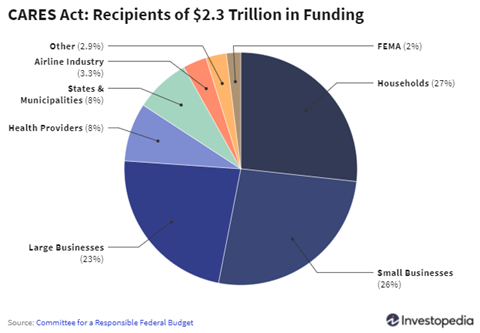 CARES Act: Recipients of $2.3 Trillion in Funding
Other (2.9%)
FEMA (2%)
Airline Industry
(3.3%)
Households (27%)
States &
Municipalities (8%)
Health Providers (8%)
Large Businesses
(23%)
Small Businesses
(26%)
Source: Committee for a Responsible Federal Budget
Investopedia